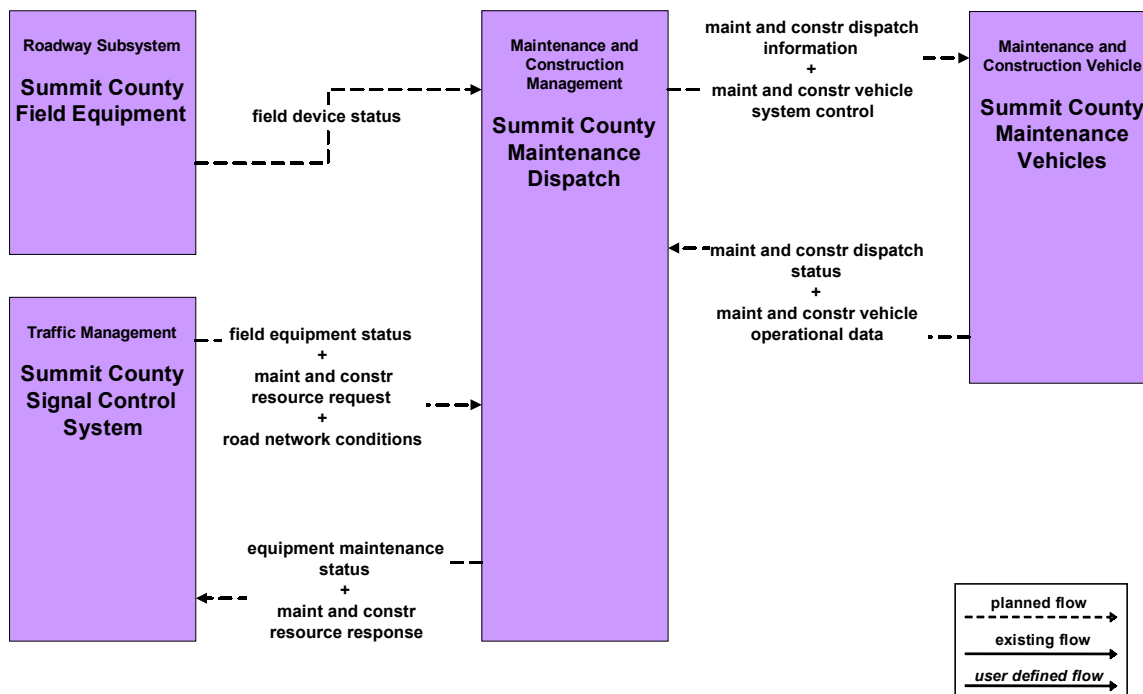 Roadway Subsystem
Summit County
Field Equipment
field device status
Maintenance and
Construction
Management
Summit County
Maintenance
Dispatch
maint and constr dispatch
information
+
maint and constr vehicle
system control
Maintenance and
Construction Vehicle
Summit County
Maintenance
Vehicles
maint and constr dispatch
status
+
maint and constr vehicle
operational data
Traffic Management
Summit County
Signal Control
System
field equipment status
+
maint and constr
resource request
+
road network conditions
equipment maintenance
status
+
maint and constr
resource response
planned flow
existing flow
user defined flow